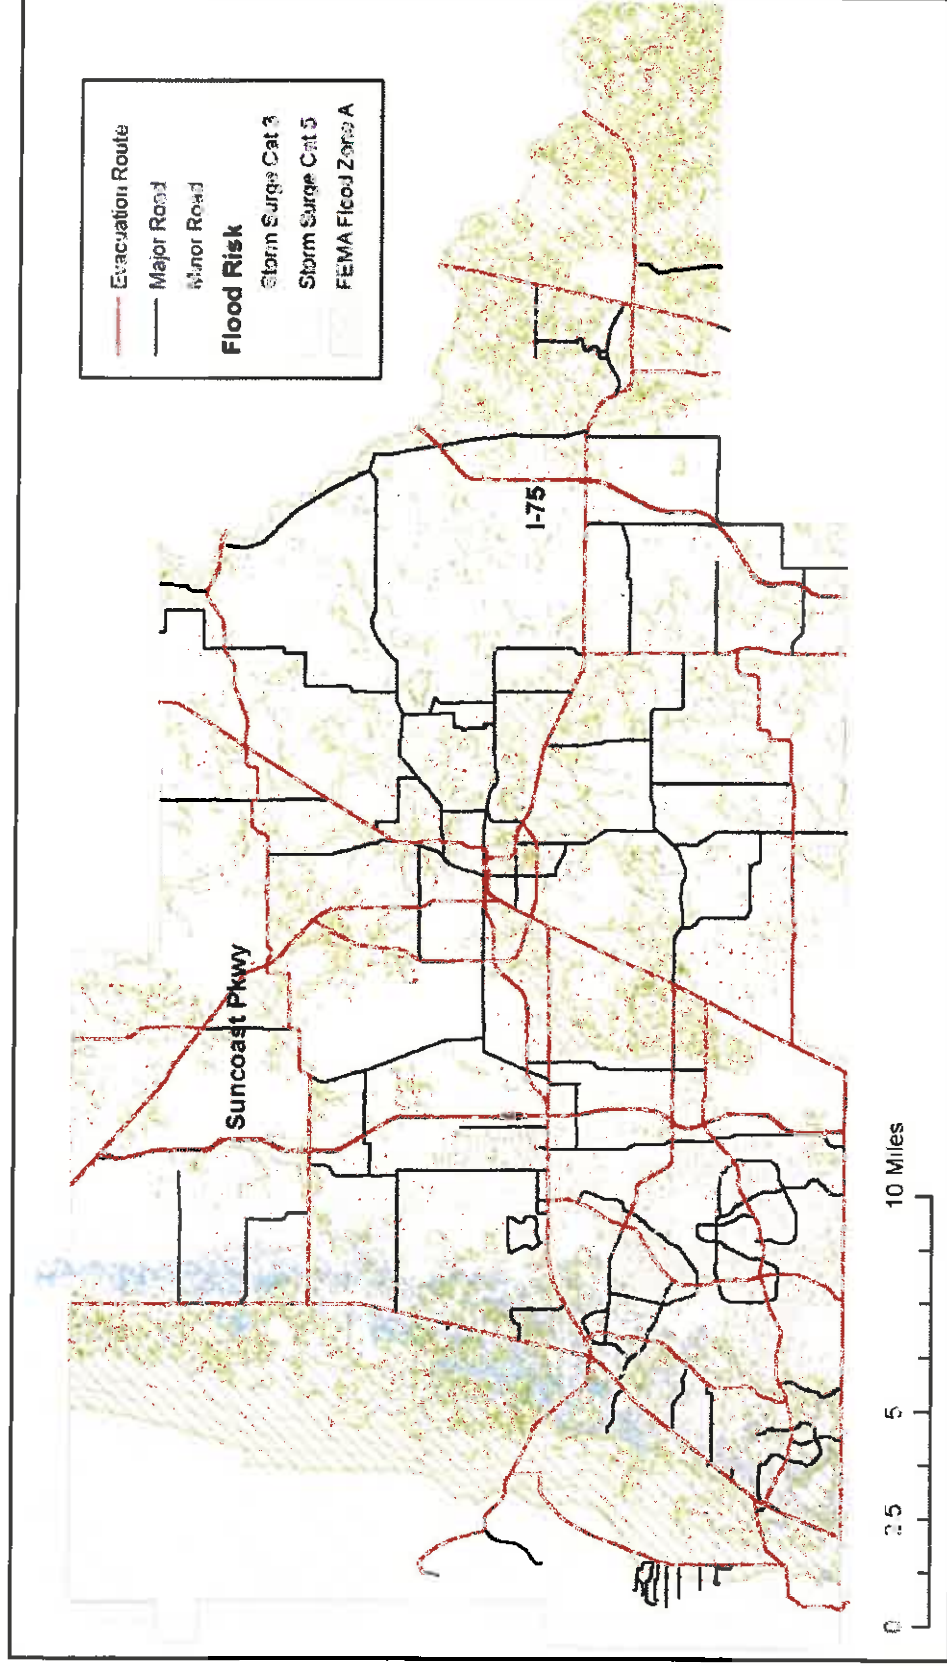 Evacuation Route
Major Road
Minor Road
Flood Risk
Storm Surge Cat 3
Storm Surge Cat 5
FEMA Flood Zone A
Suncoast Pkwy
I-75
0 2.5 5 10 Miles